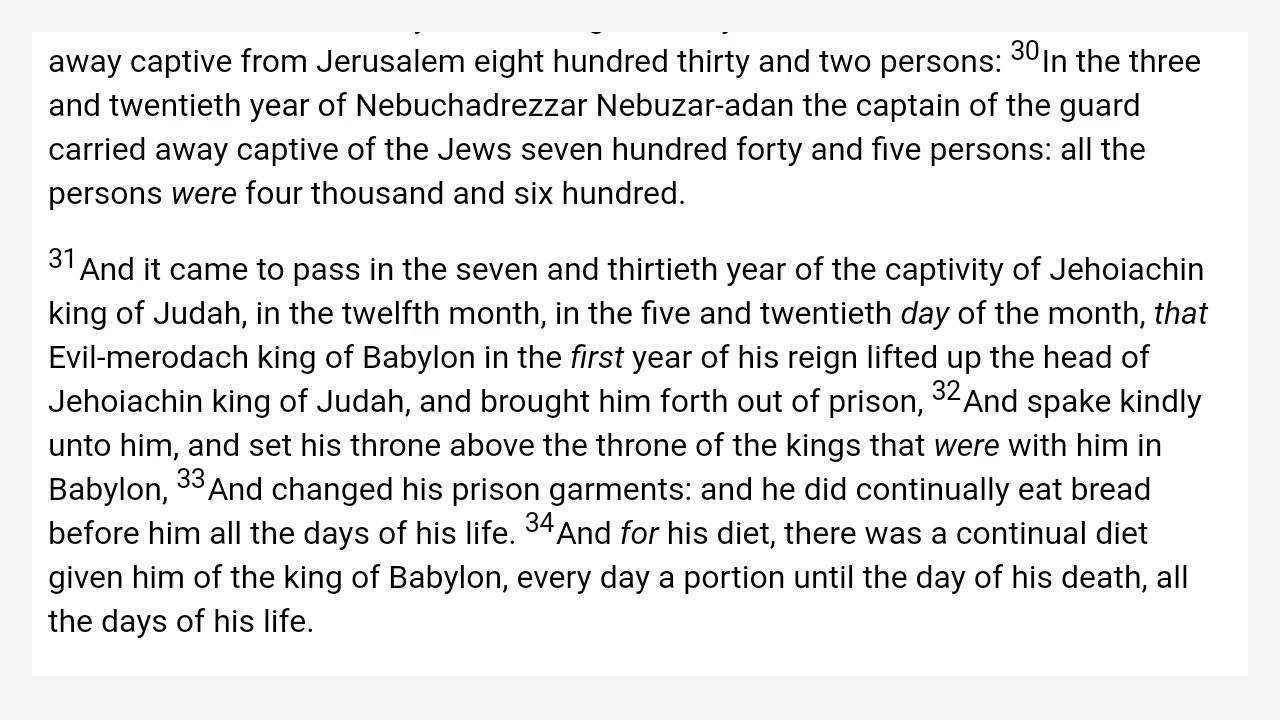 away captive from Jerusalem eight hundred thirty and two persons: 30In the three
and twentieth year of Nebuchadrezzar Nebuzar-adan the captain of the guard
carried away captive of the Jews seven hundred forty and five persons: all the
persons were four thousand and six hundred.
31And it came to pass in the seven and thirtieth year of the captivity of Jehoiachin
king of Judah, in the twelfth month, in the five and twentieth day of the month, that
Evil-merodach king of Babylon in the first year of his reign lifted up the head of
Jehoiachin king of Judah, and brought him forth out of prison, 32And spake kindly
unto him, and set his throne above the throne of the kings that were with him in
Babylon, 33And changed his prison garments: and he did continually eat bread
before him all the days of his life. 34And for his diet, there was a continual diet
given him of the king of Babylon, every day a portion until the day of his death, all
the days of his life.